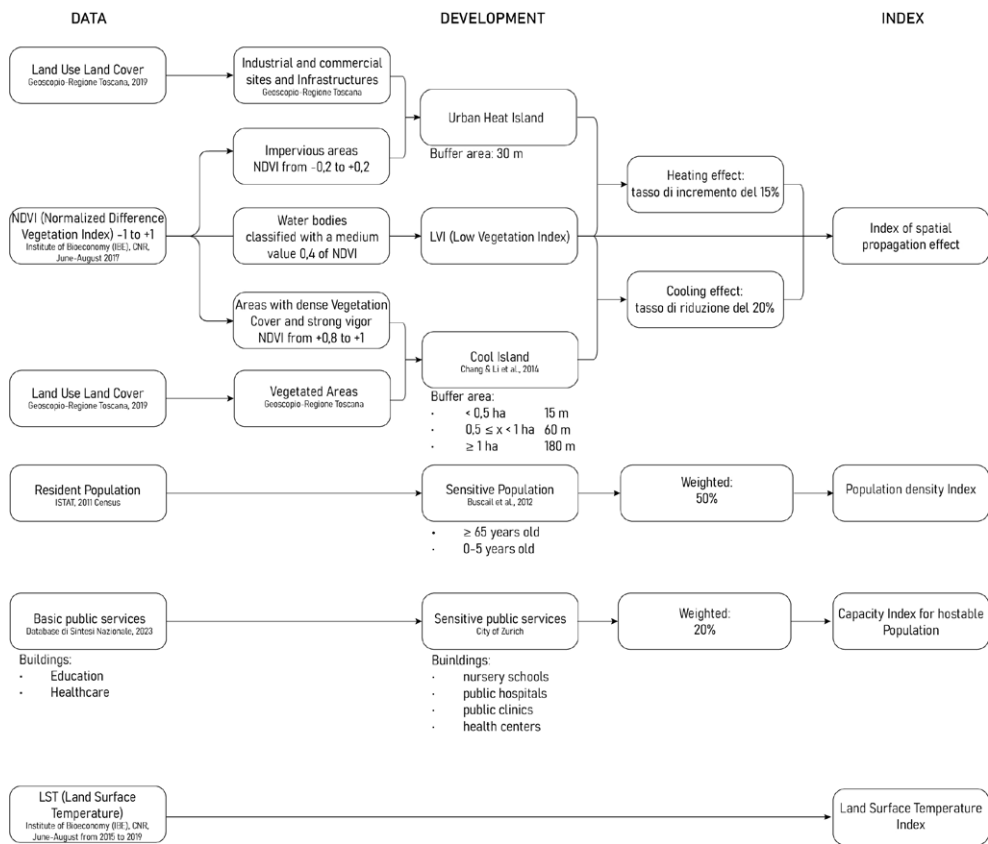 DATA
DEVELOPMENT
INDEX
Land Use Land Cover
Geoscopio-Regione Toscana, 2019
Industrial and commercial
sites and Infrastructures
Geoscopio-Regione Toscana
Urban Heat Island
Buffer area: 30 m
Impervious areas
NDVI from -0,2 to +0,2
Heating effect:
tasso di incremento del 15%
NDVI (Normalized Difference
Vegetation Index) -1 to +1
Institute of Bioeconomy (IBE), CNR,
June-August 2017
Water bodies
classified with a medium
value 0,4 of NDVI
LVI (Low Vegetation Index)
Index of spatial
propagation effect
Cooling effect:
tasso di riduzione del 20%
Areas with dense Vegetation
Cover and strong vigor
NDVI from +0,8 to +1
Cool Island
Chang & Li et al., 2014
Land Use Land Cover
Geoscopio-Regione Toscana, 2019
Vegetated Areas
Geoscopio-Regione Toscana
Buffer area:
· < 0,5 ha 15 m
· 0,5 ≤ x < 1 ha 60 m
· ≥ 1 ha 180 m
Resident Population
ISTAT, 2011 Census
Sensitive Population
Buscail et al., 2012
Weighted:
50%
Population density Index
• ≥ 65 years old
· 0-5 years old
Basic public services
Database di Sintesi Nazionale, 2023
Sensitive public services
City of Zurich
Weighted:
20%
Capacity Index for hostable
Population
Buildings:
· Education
· Healthcare
Buinldings:
· nursery schools
· public hospitals
· public clinics
· health centers
LST (Land Surface
Temperature)
Institute of Bioeconomy (IBE), CNR,
June-August from 2015 to 2019
Land Surface Temperature
Index